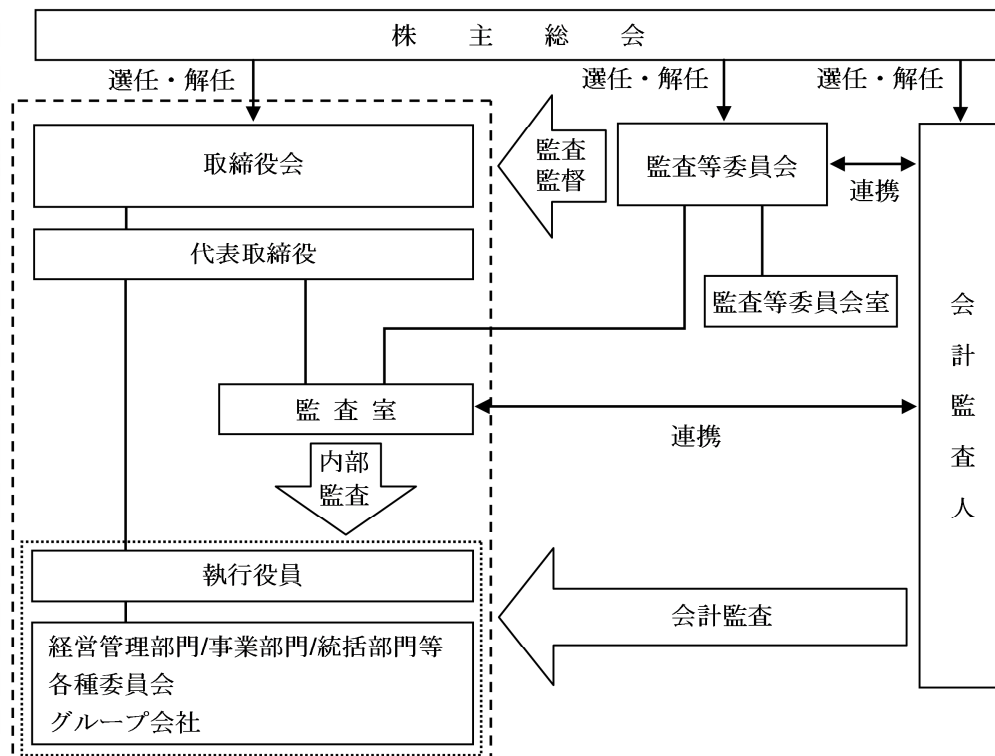 株主総会
選任・解任
選任・解任
選任・解任
取締役会
監査
監督
監査等委員会
連携
代表取締役
監査等委員会室
会計監査人
監査室
連携
内部
監査
執行役員
会計監査
経営管理部門/事業部門/統括部門等
各種委員会
グループ会社